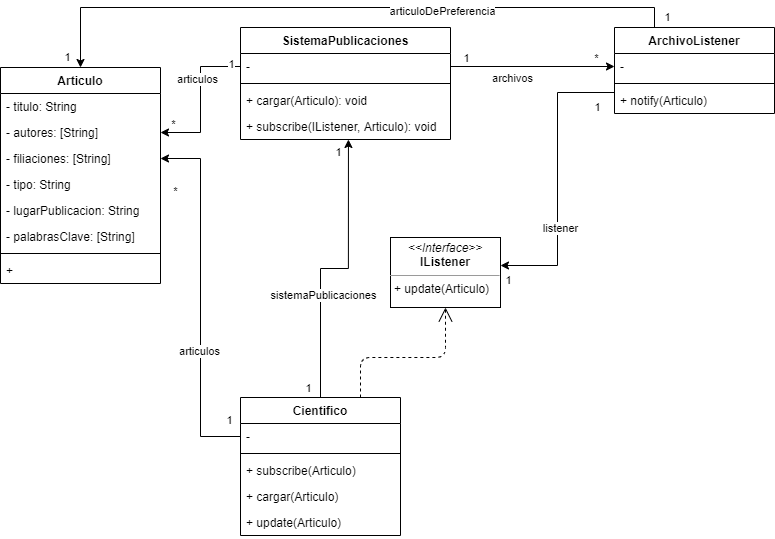 articuloDePreferencia
1
1
SistemaPublicaciones
-
+ cargar(Articulo): void
+ subscribe(IListener, Articulo): void
1
articulos
*
1
archivos
*
ArchivoListener
-
+ notify(Articulo)
1
Articulo
- titulo: String
- autores: [String]
- filiaciones: [String]
- tipo: String
- lugarPublicacion: String
- palabrasClave: [String]
+
*
1
listener
1
<<Interface>>
IListener
+ update(Articulo)
sistemaPublicaciones
articulos
1
1
Científico
-
+ subscribe(Articulo)
+ cargar(Articulo)
+ update(Articulo)